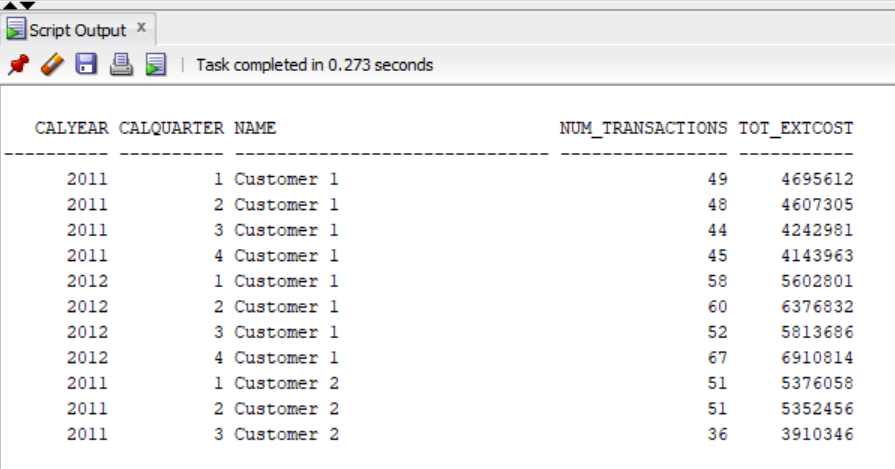 Script Output x
Task completed in 0.273 seconds
CALYEAR CALQUARTER NAME NUM_TRANSACTIONS TOT_EXTCOST
---------- ---------- ------------------------------ ---------------- -----------
2011 1 Customer 1 49 4695612
2011 2 Customer 1 48 4607305
2011 3 Customer 1 44 4242981
2011 4 Customer 1 45 4143963
2012 1 Customer 1 58 5602801
2012 2 Customer 1 60 6376832
2012 3 Customer 1 52 5813686
2012 4 Customer 1 67 6910814
2011 1 Customer 2 51 5376058
2011 2 Customer 2 51 5352456
2011 3 Customer 2 36 3910346